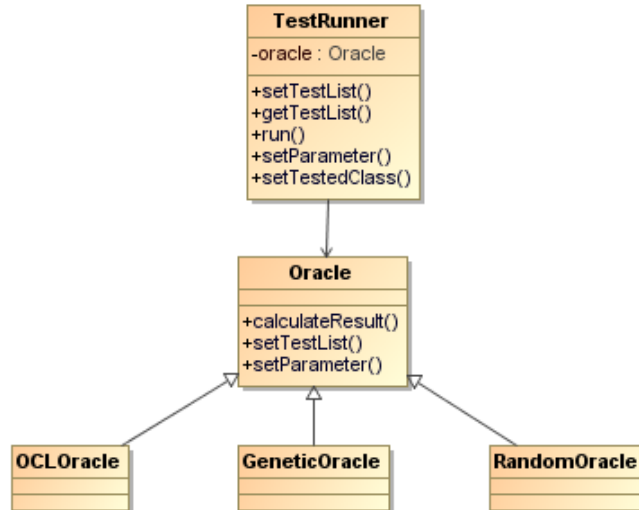 TestRunner
-oracle : Oracle
+setTestList()
+getTestList()
+run()
+setParameter()
+setTestedClass()
Oracle
+calculateResult()
+setTestList()
+setParameter()
OCLOracle
GeneticOracle
RandomOracle